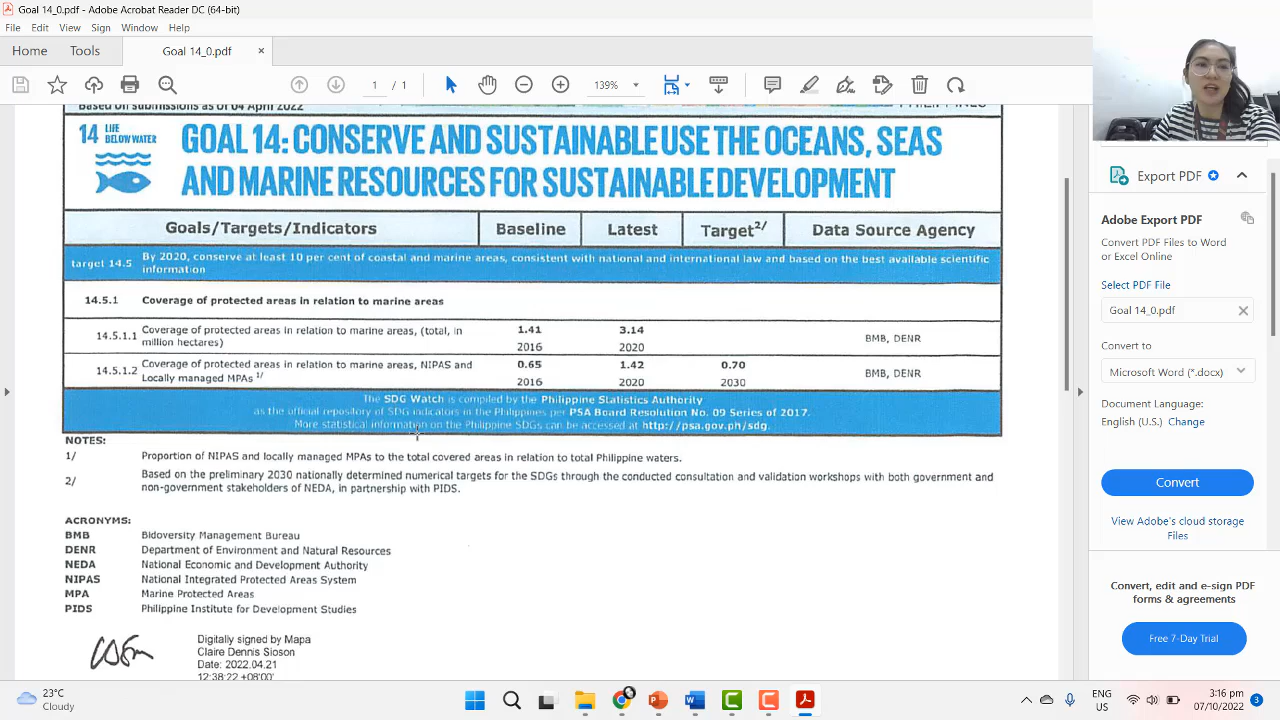 Goal 14_0.pdf - Adobe Acrobat Reader DC (64-bit)
File Edit View Sign Window Help
Home Tools Goal 14_0.pdf ×
1 / 1 139%
Based on submissions as of 04 April 2022 PHILIPPINES
14 LIFE BELOW WATER
GOAL 14: CONSERVE AND SUSTAINABLE USE THE OCEANS, SEAS
AND MARINE RESOURCES FOR SUSTAINABLE DEVELOPMENT
Goals/Targets/Indicators Baseline Latest Target2/ Data Source Agency
target 14.5 By 2020, conserve at least 10 per cent of coastal and marine areas, consistent with national and international law and based on the best available scientific
information
14.5.1 Coverage of protected areas in relation to marine areas
14.5.1.1 Coverage of protected areas in relation to marine areas, (total, in
million hectares)
1.41 3.14
2016 2020
BMB, DENR
14.5.1.2 Coverage of protected areas in relation to marine areas, NIPAS and
Locally managed MPAs 1/
0.65 1.42 0.70
2016 2020 2030
BMB, DENR
The SDG Watch is compiled by the Philippine Statistics Authority
as the official repository of SDG indicators in the Philippines per PSA Board Resolution No. 09 Series of 2017.
More statistical information on the Philippine SDGs can be accessed at http://psa.gov.ph/sdg.
NOTES:
1/ Proportion of NIPAS and locally managed MPAs to the total covered areas in relation to total Philippine waters.
2/ Based on the preliminary 2030 nationally determined numerical targets for the SDGs through the conducted consultation and validation workshops with both government and
non-government stakeholders of NEDA, in partnership with PIDS.
ACRONYMS:
BMB Bidoversity Management Bureau
DENR Department of Environment and Natural Resources
NEDA National Economic and Development Authority
NIPAS National Integrated Protected Areas System
MPA Marine Protected Areas
PIDS Philippine Institute for Development Studies
Digitally signed by Mapa
Claire Dennis Sioson
Date: 2022.04.21
12:38:22 +08'00'
Export PDF
Adobe Export PDF
Convert PDF Files to Word
or Excel Online
Select PDF File
Goal 14_0.pdf
Convert to
Microsoft Word (*.docx)
Document Language:
English (U.S.) Change
Convert
View Adobe's cloud storage
Files
Convert, edit and e-sign PDF
forms & agreements
Free 7-Day Trial
23°C
Cloudy
ENG
US
3:16 pm
07/10/2022
3